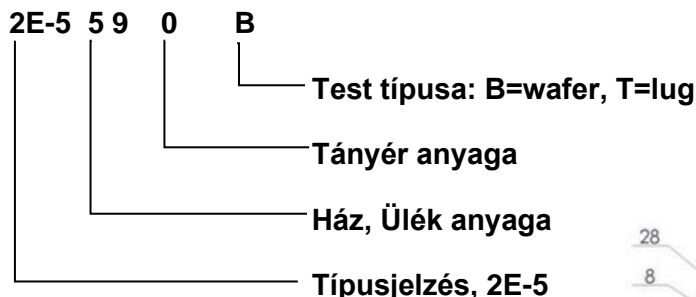 2E-5 5 9 0 B
Test típusa: B=wafer, T=lug
Tányér anyaga
Ház, Ülék anyaga
28
8
Típusjelzés, 2E-5